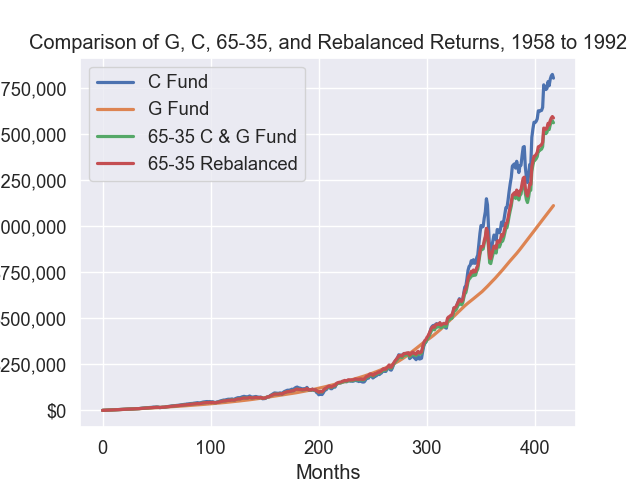 Comparison of G, C, 65-35, and Rebalanced Returns, 1958 to 1992
C Fund
G Fund
65-35 C & G Fund
65-35 Rebalanced
750,000
500,000
250,000
000,000
750,000
500,000
250,000
$0
0 100 200 300 400
Months